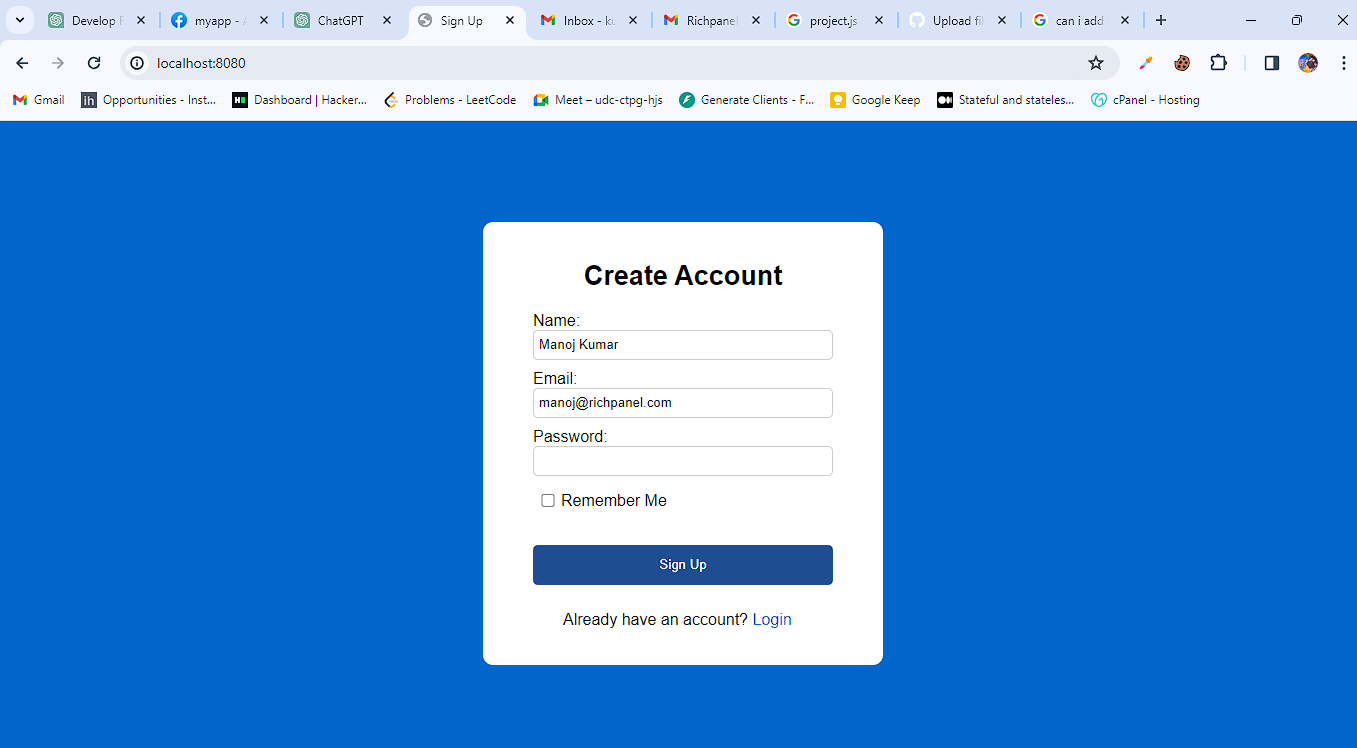 Develop F
myapp - A
ChatGPT
Sign Up
Inbox - ku
Richpanel
project.js
Upload fil
can i add
localhost:8080
Gmail
ih
Opportunities - Inst...
Dashboard | Hacker...
Problems - LeetCode
Meet – udc-ctpg-hjs
Generate Clients - F...
Google Keep
Stateful and stateles...
cPanel - Hosting
Create Account
Name:
Manoj Kumar
Email:
manoj@richpanel.com
Password:
Remember Me
Sign Up
Already have an account? Login